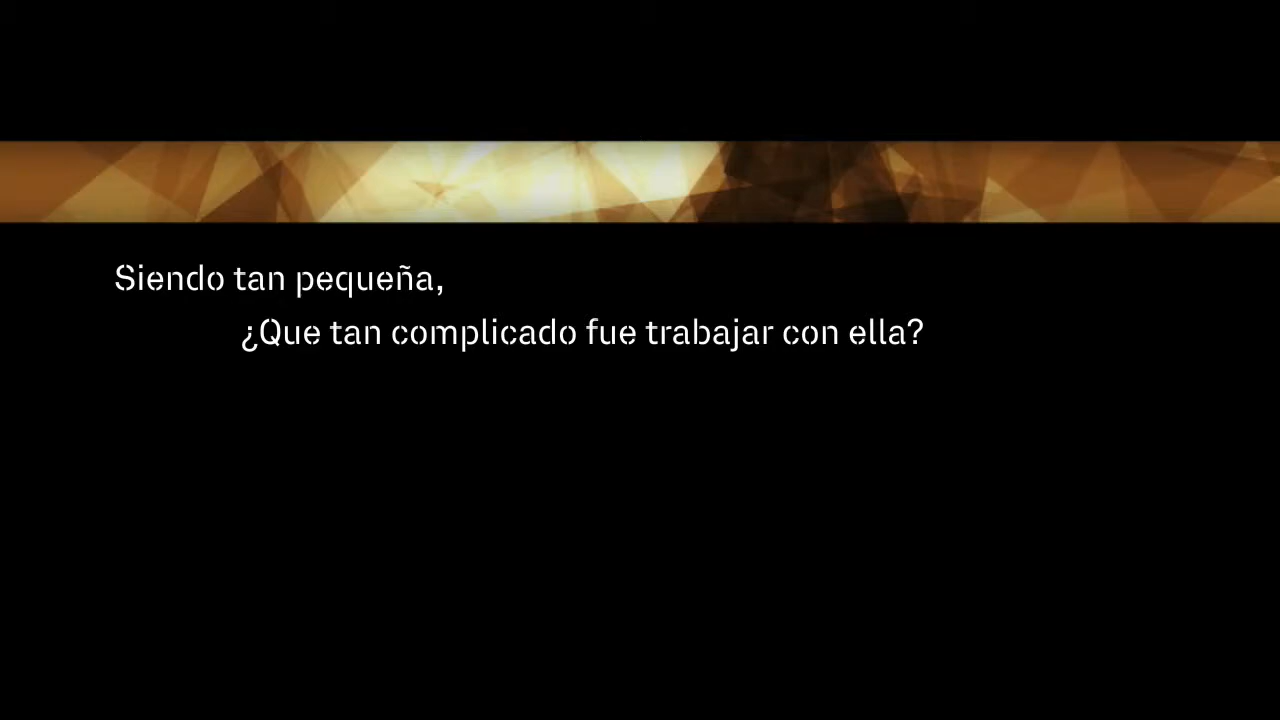 Siendo tan pequeña,
¿Que tan complicado fue trabajar con ella?